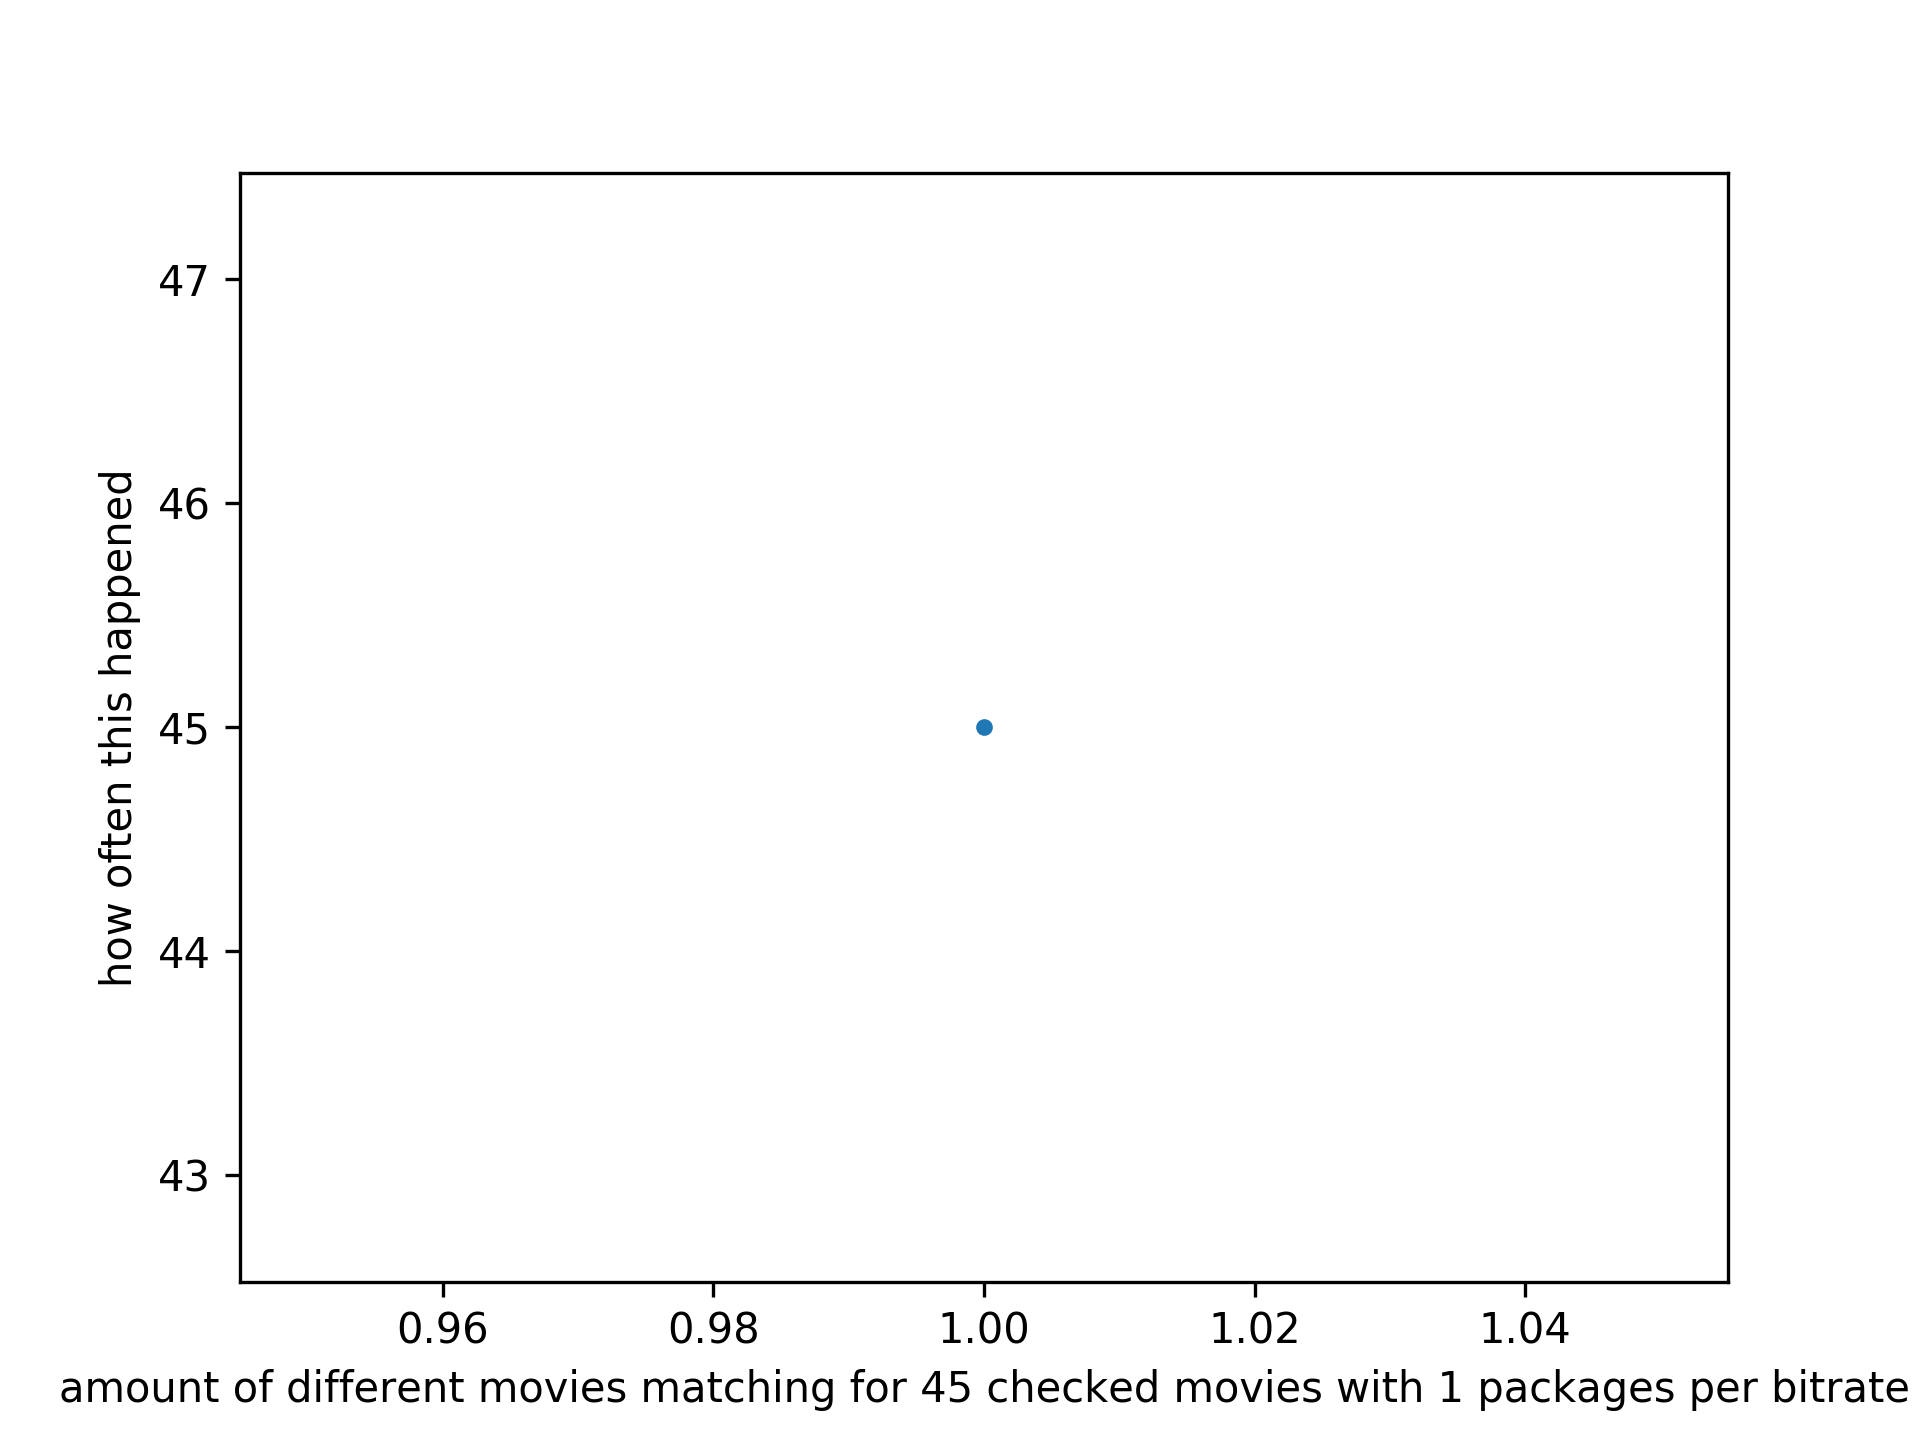 47
46
45
44
43
how often this happened
0.96 0.98 1.00 1.02 1.04
amount of different movies matching for 45 checked movies with 1 packages per bitrate